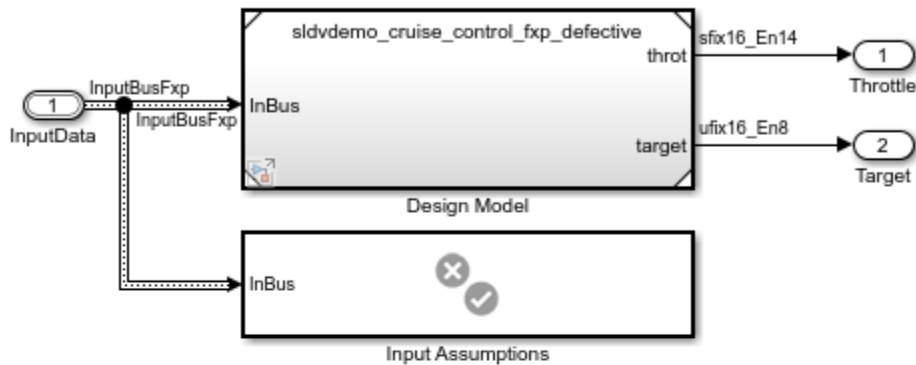 sldvdemo_cruise_control_fxp_defective
throt
sfix16_En14
1
Throttle
InputBusFxp
1
InBus
InputBusFxp
InputData
target
ufix16_En8
2
Target
Design Model
InBus
Input Assumptions